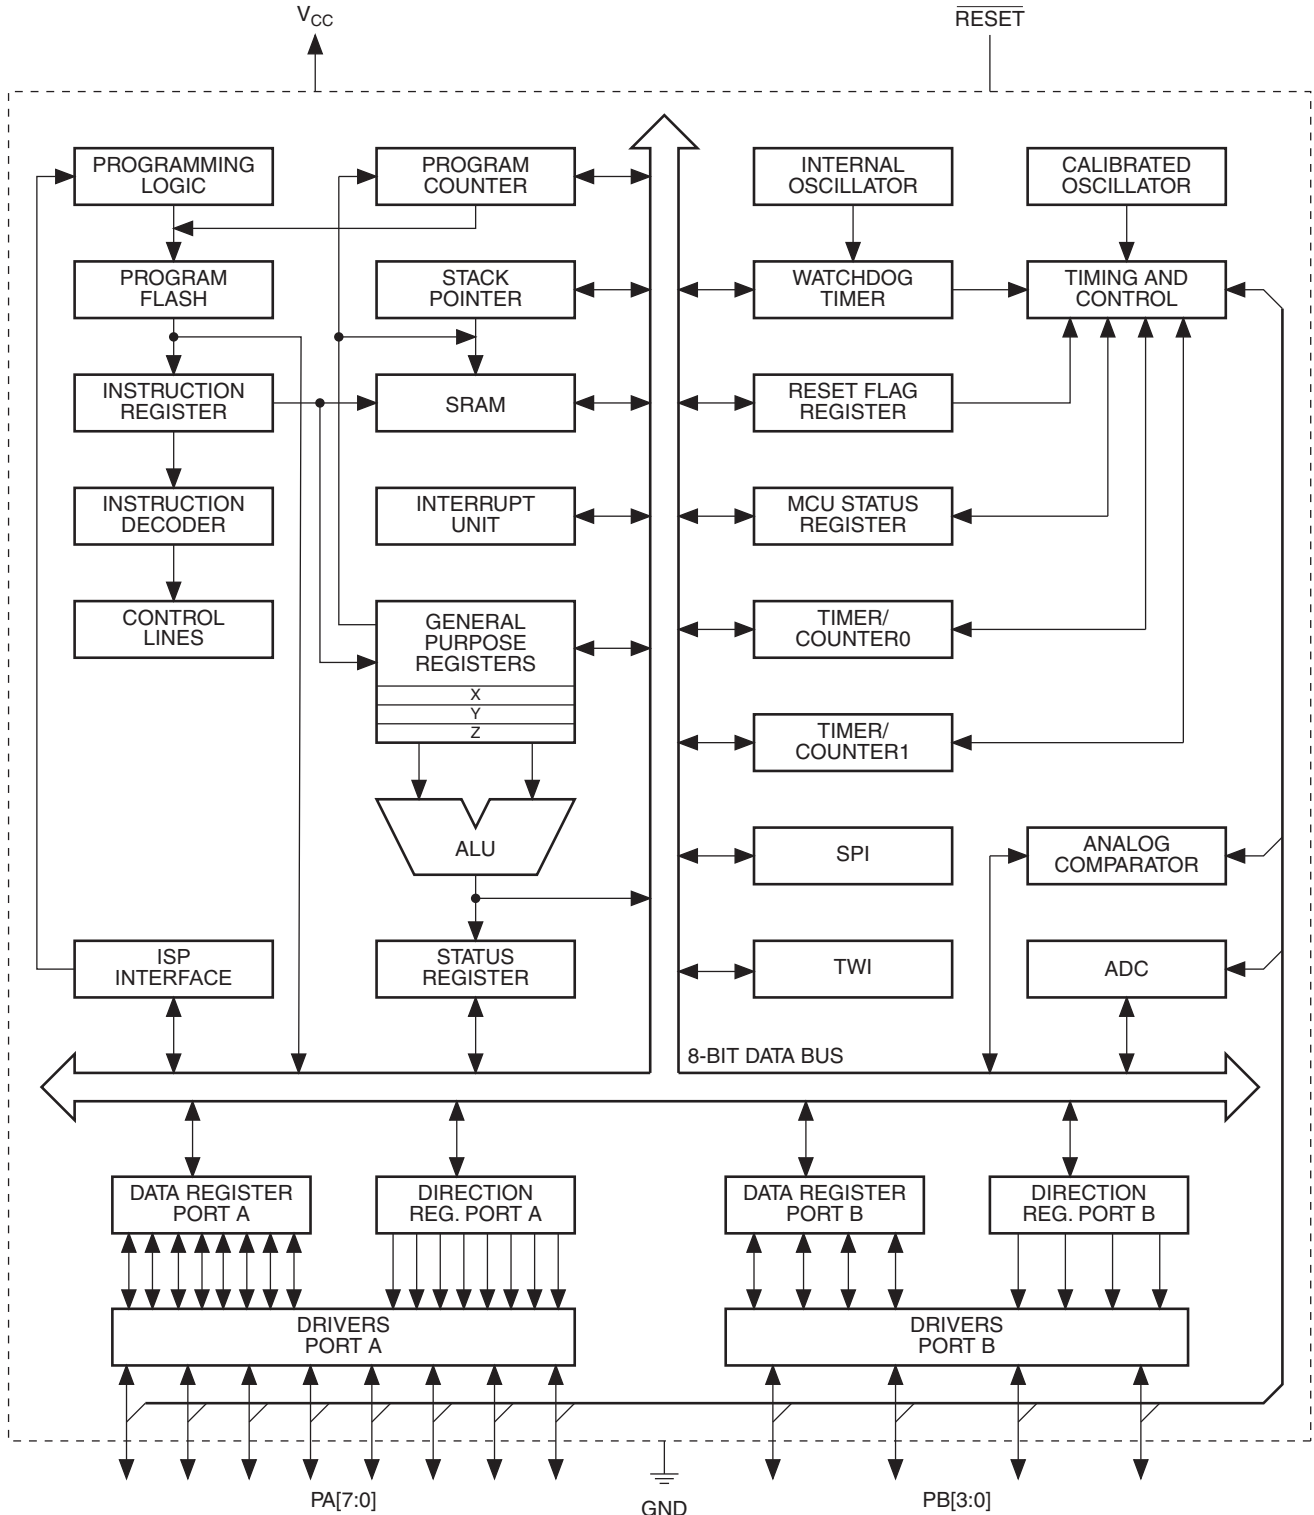 VCC
RESET
PROGRAMMING
LOGIC
PROGRAM
COUNTER
INTERNAL
OSCILLATOR
CALIBRATED
OSCILLATOR
PROGRAM
FLASH
STACK
POINTER
WATCHDOG
TIMER
TIMING AND
CONTROL
INSTRUCTION
REGISTER
SRAM
RESET FLAG
REGISTER
INSTRUCTION
DECODER
INTERRUPT
UNIT
MCU STATUS
REGISTER
CONTROL
LINES
GENERAL
PURPOSE
REGISTERS
X
Y
Z
TIMER/
COUNTER0
TIMER/
COUNTER1
ALU
SPI
ANALOG
COMPARATOR
ISP
INTERFACE
STATUS
REGISTER
TWI
ADC
8-BIT DATA BUS
DATA REGISTER
PORT A
DIRECTION
REG. PORT A
DATA REGISTER
PORT B
DIRECTION
REG. PORT B
DRIVERS
PORT A
DRIVERS
PORT B
PA[7:0]
GND
PB[3:0]